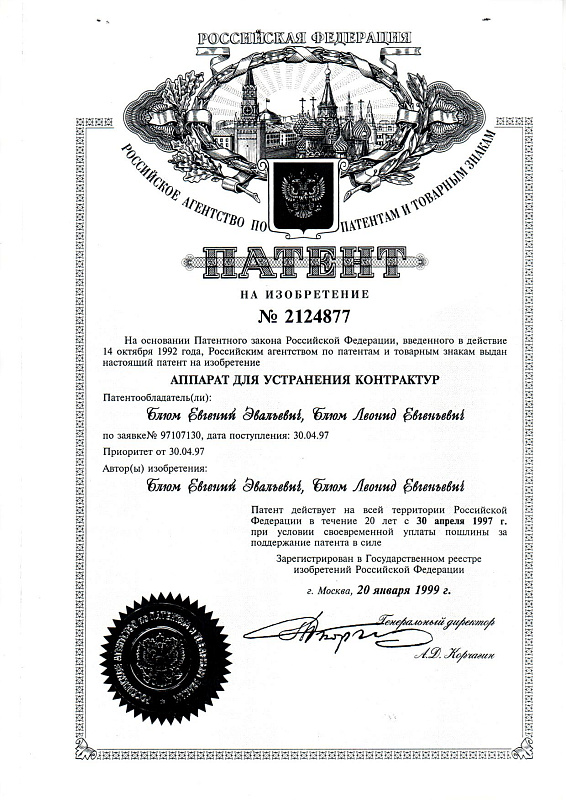 РОССИЙСКАЯ ФЕДЕРАЦИЯ
РОССИЙСКОЕ АГЕНТСТВО ПО ПАТЕНТАМ И ТОВАРНЫМ ЗНАКАМ
ПАТЕНТ
НА ИЗОБРЕТЕНИЕ
№ 2124877
На основании Патентного закона Российской Федерации, введенного в действие
14 октября 1992 года, Российским агентством по патентам и товарным знакам выдан
настоящий патент на изобретение
АППАРАТ ДЛЯ УСТРАНЕНИЯ КОНТРАКТУР
Патентообладатель(ли):
Блюм Евгений Эвальевич, Блюм Леонид Евгеньевич
по заявке№ 97107130, дата поступления: 30.04.97
Приоритет от 30.04.97
Автор(ы) изобретения:
Блюм Евгений Эвальевич, Блюм Леонид Евгеньевич
Патент действует на всей территории Российской
Федерации в течение 20 лет с 30 апреля 1997 г.
при условии своевременной уплаты пошлины за
поддержание патента в силе
Зарегистрирован в Государственном реестре
изобретений Российской Федерации
г. Москва, 20 января 1999 г.
Генеральный директор
А.Д. Корчагин